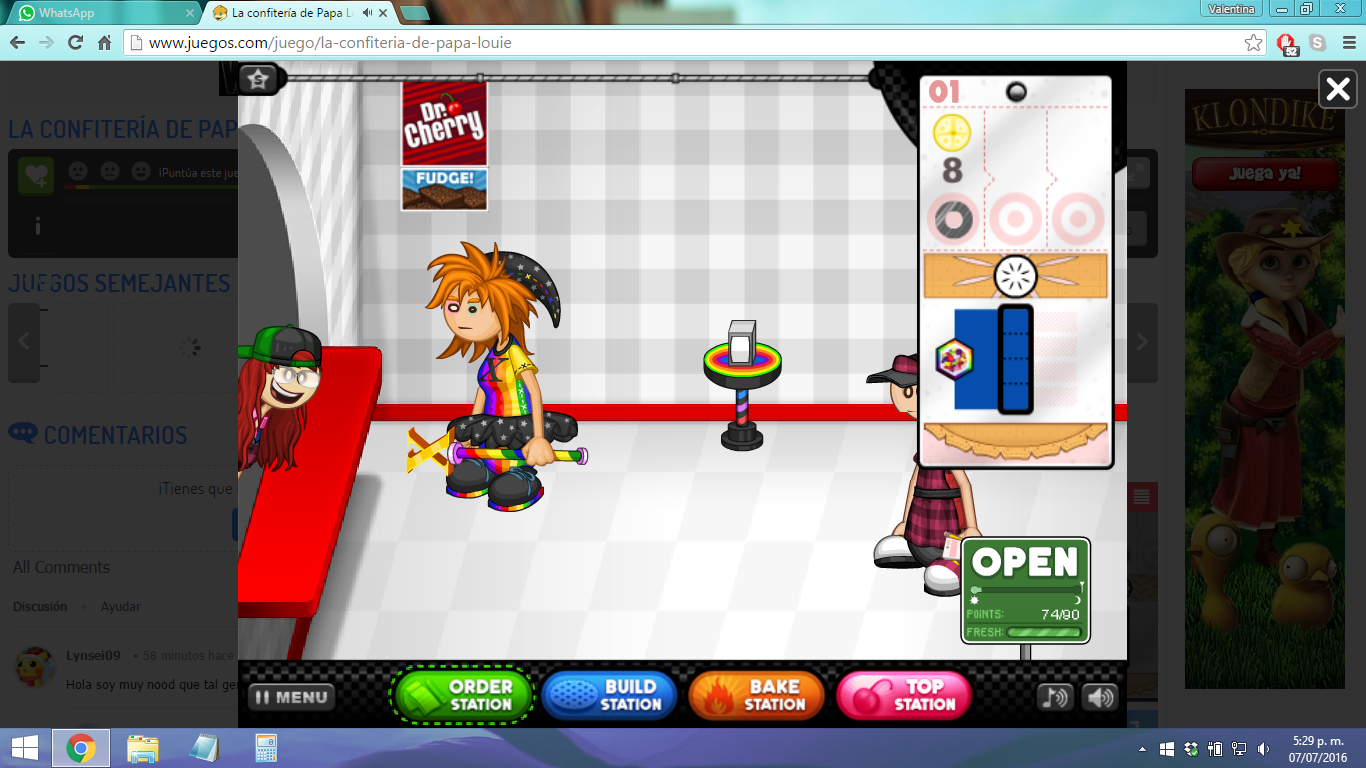 WhatsApp
La confitería de Papa L
Valentina
www.juegos.com/juego/la-confiteria-de-papa-louie
52
LA CONFITERÍA DE PAP
¡Puntúa este jue
JUEGOS SEMEJANTES
COMENTARIOS
¡Tienes que
All Comments
Discusión • Ayudar
Lynsei09 • 58 minutos hace
Hola soy muy nood que tal ge
Dr.
Cherry
FUDGE!
X
01
8
OPEN
POINTS: 74/90
FRESH:
MENU
ORDER
STATION
BUILD
STATION
BAKE
STATION
TOP
STATION
KLONDIKE
Juega ya!
5:29 p. m.
07/07/2016